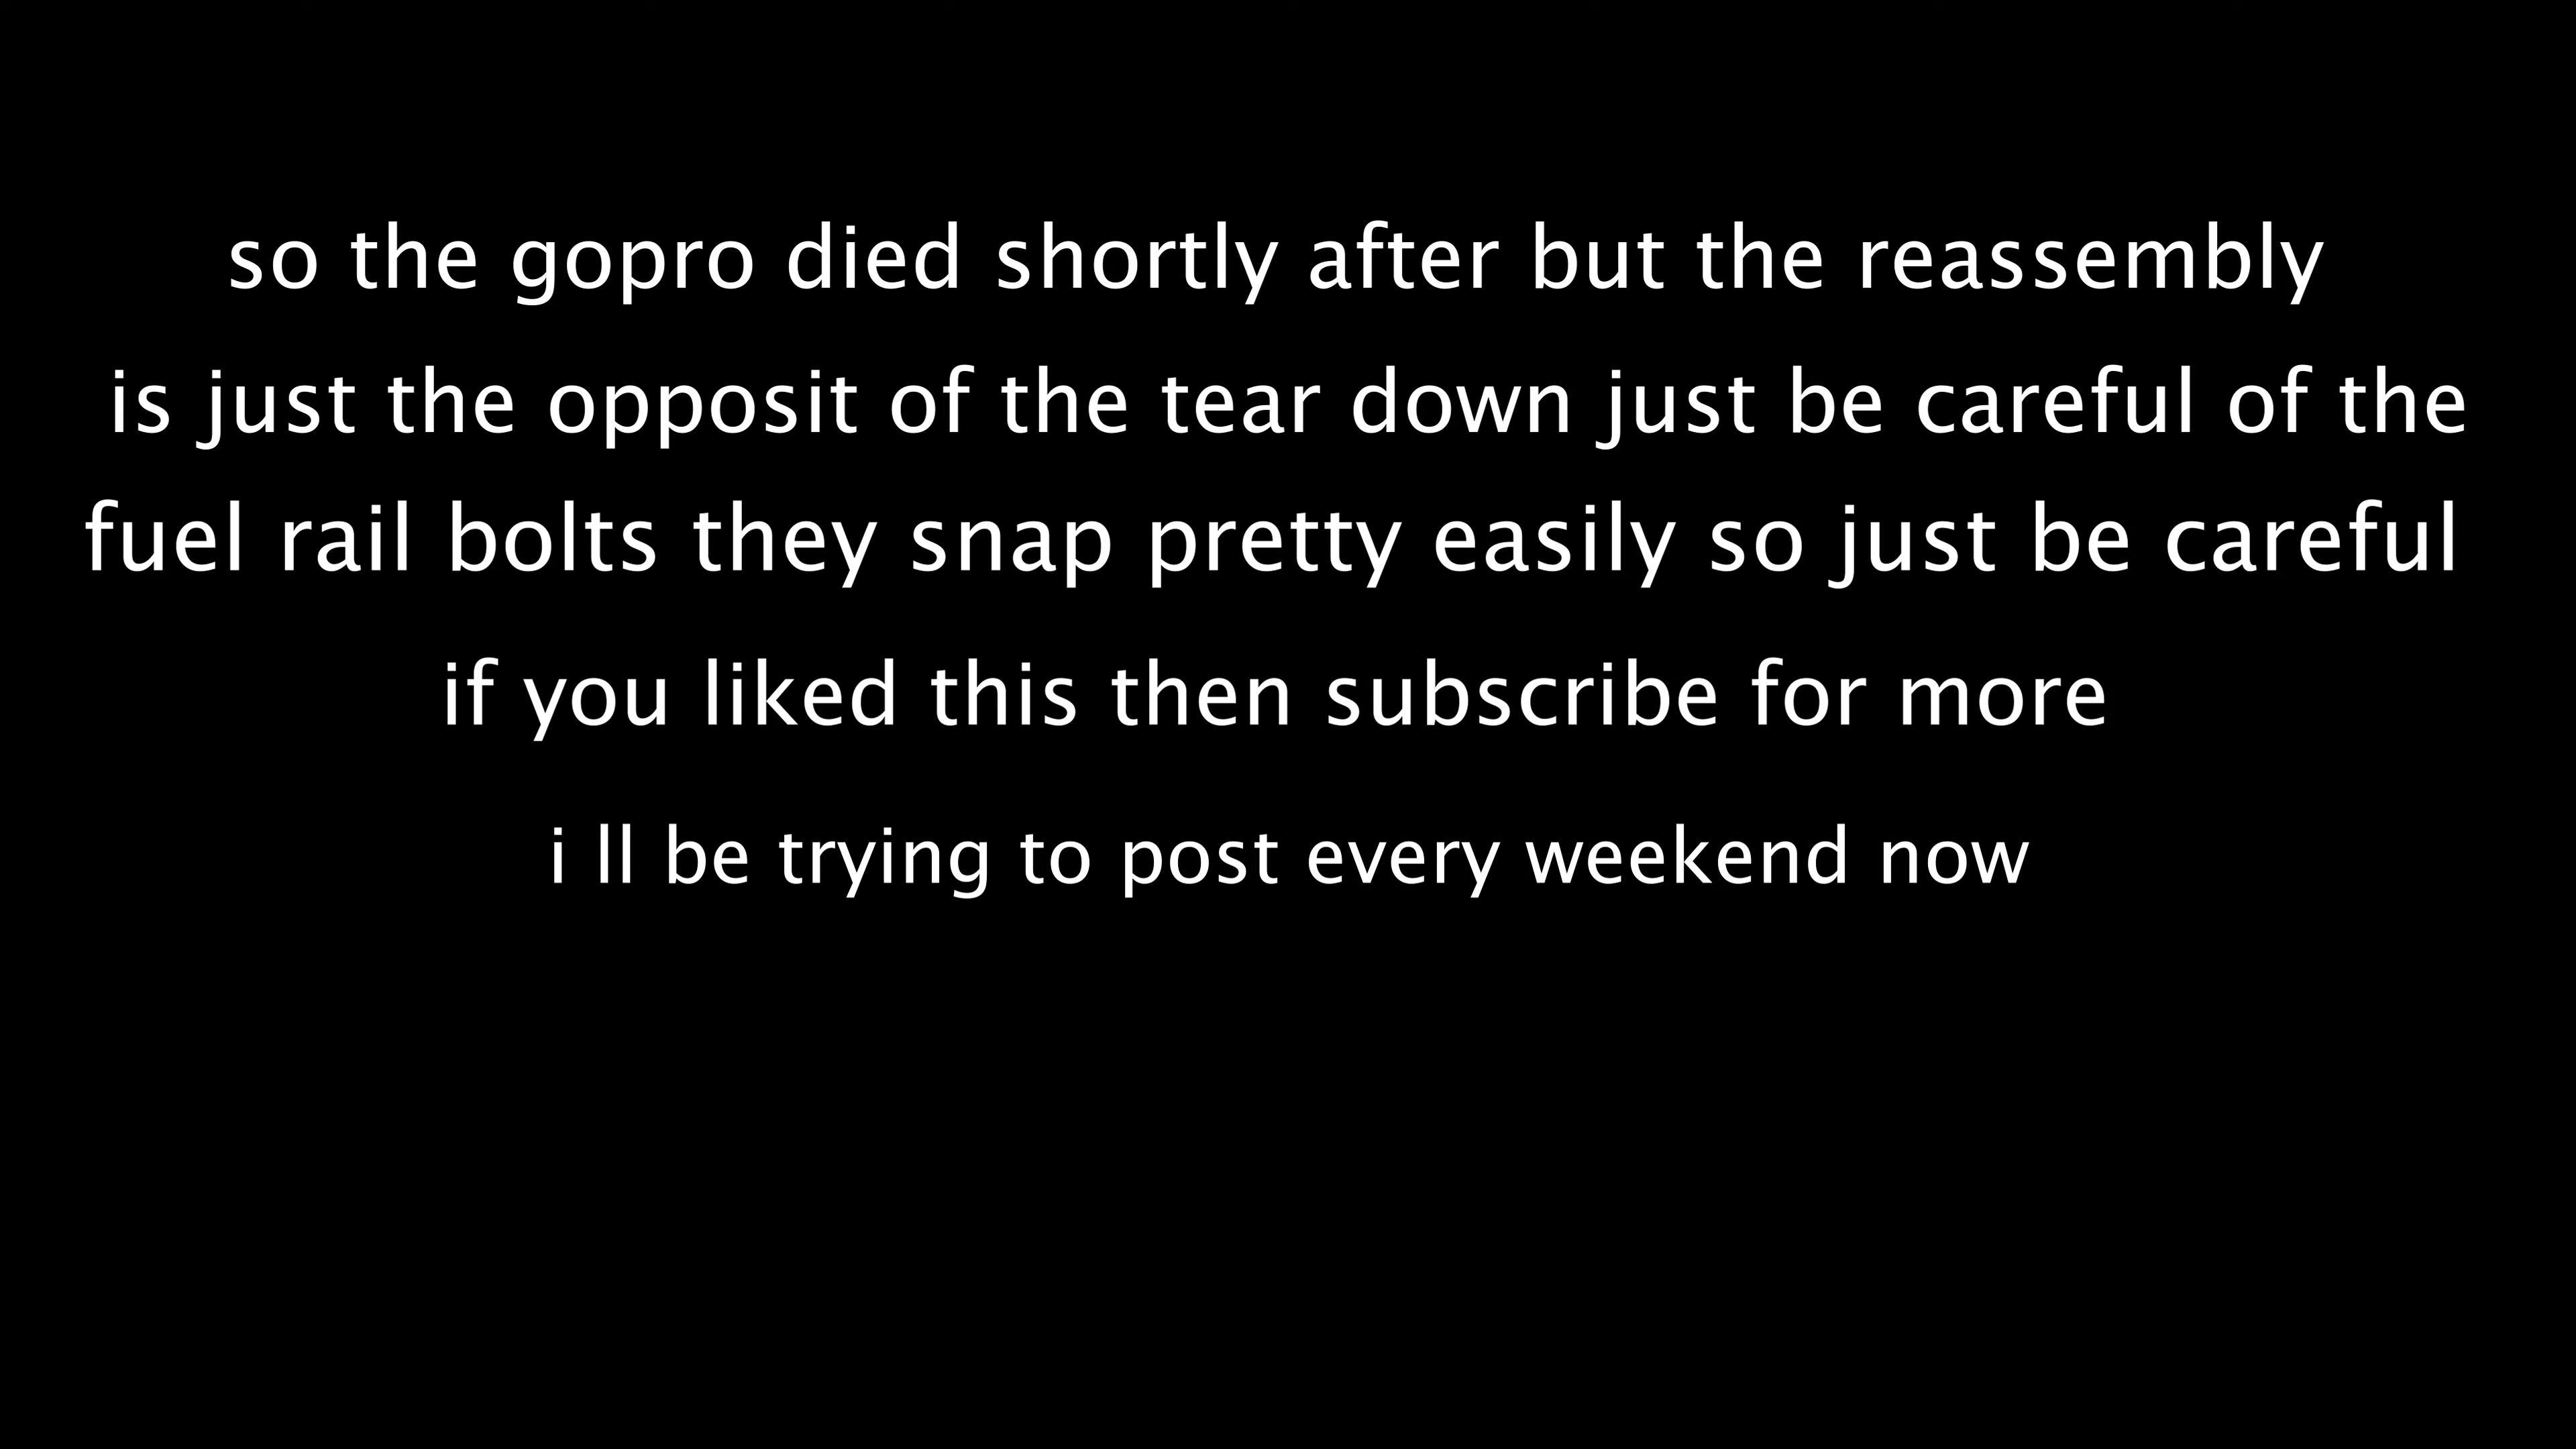 so the gopro died shortly after but the reassembly
is just the opposit of the tear down just be careful of the
fuel rail bolts they snap pretty easily so just be careful
if you liked this then subscribe for more
i ll be trying to post every weekend now